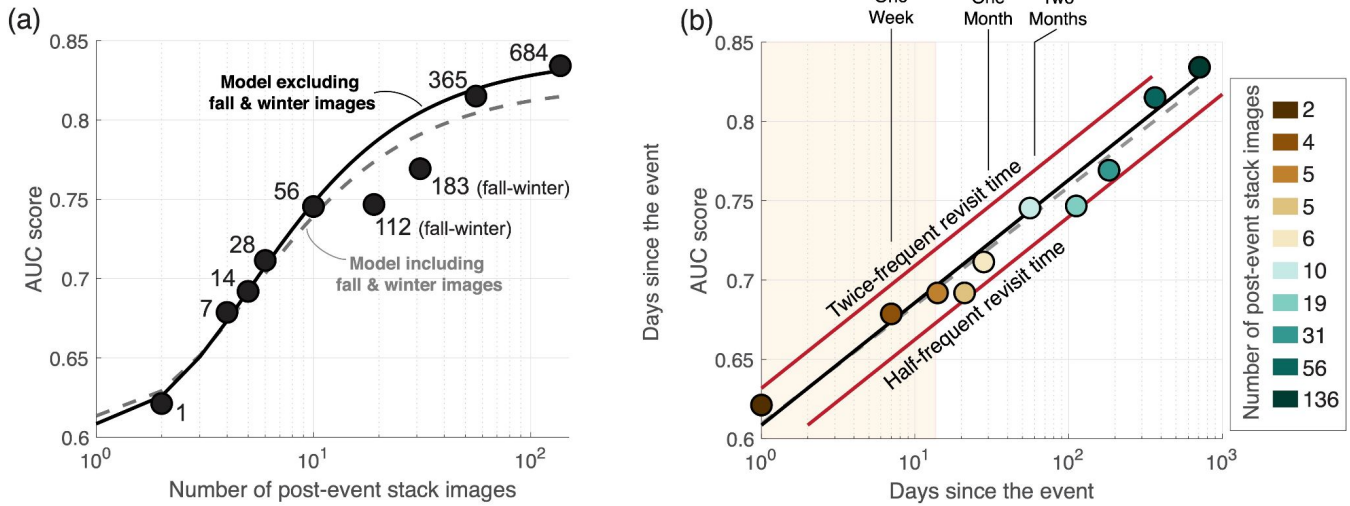 (a)
0.85
0.8
0.75
0.7
0.65
0.6
AUC score
10^0
10^1
10^2
Number of post-event stack images
Model excluding
fall & winter images
Model including
fall & winter images
1
7
14
28
56
112 (fall-winter)
183 (fall-winter)
365
684
Days since the event
(b)
Week
One
Month
Months
0.85
0.8
0.75
0.7
0.65
0.6
AUC score
10^0
10^1
10^2
10^3
Days since the event
Twice-frequent revisit time
Half-frequent revisit time
Number of post-event stack images
2
4
5
5
6
10
19
31
56
136